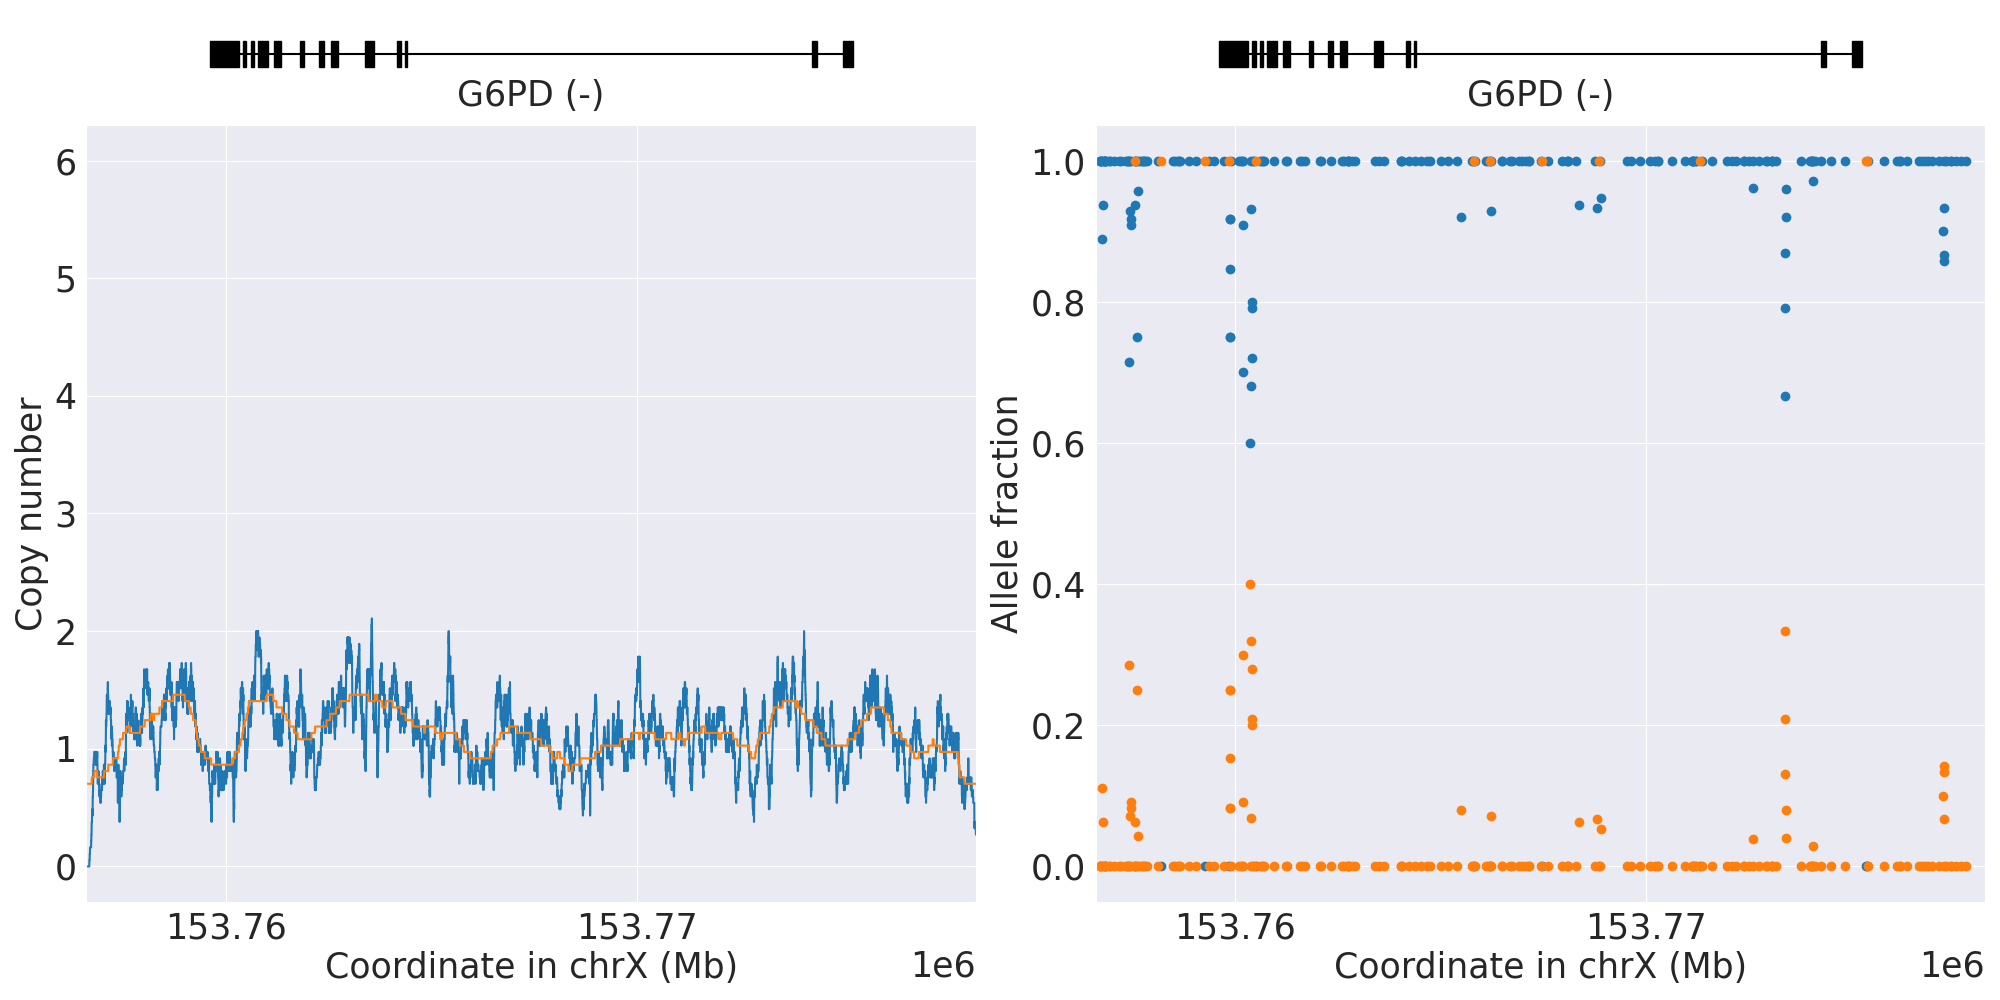 G6PD (-)
Copy number
6
5
4
3
2
1
0
153.76
153.77
Coordinate in chrX (Mb)
1e6
G6PD (-)
Allele fraction
1.0
0.8
0.6
0.4
0.2
0.0
153.76
153.77
Coordinate in chrX (Mb)
1e6